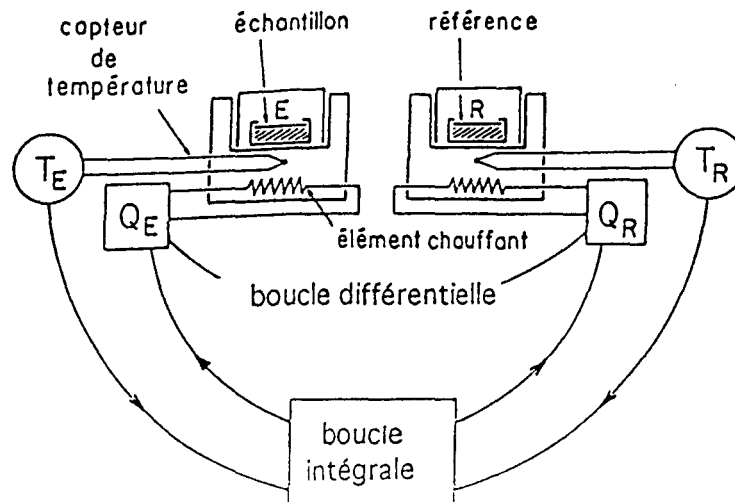 capteur
de
température
échantillon
référence
E
R
T_E
T_R
Q_E
Q_R
élément chauffant
boucle différentielle
boucle
intégrale